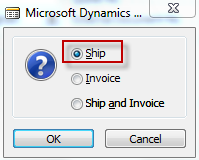 Microsoft Dynamics ...
Ship
Invoice
Ship and Invoice
OK
Cancel